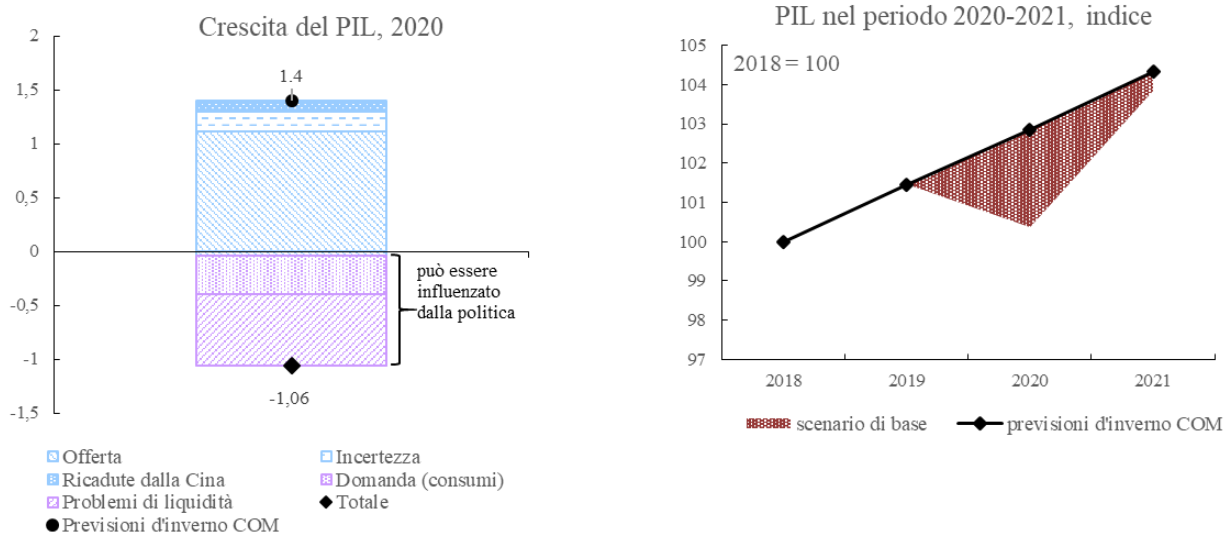 Crescita del PIL, 2020
2
1,5
1
0,5
0
-0,5
-1
-1,5
1.4
può essere
influenzato
dalla politica
-1,06
Offerta
Incertezza
Ricadute dalla Cina
Domanda (consumi)
Problemi di liquidità
Totale
Previsioni d'inverno COM
PIL nel periodo 2020-2021, indice
2018 = 100
105
104
103
102
101
100
99
98
97
2018 2019 2020 2021
scenario di base
previsioni d'inverno COM